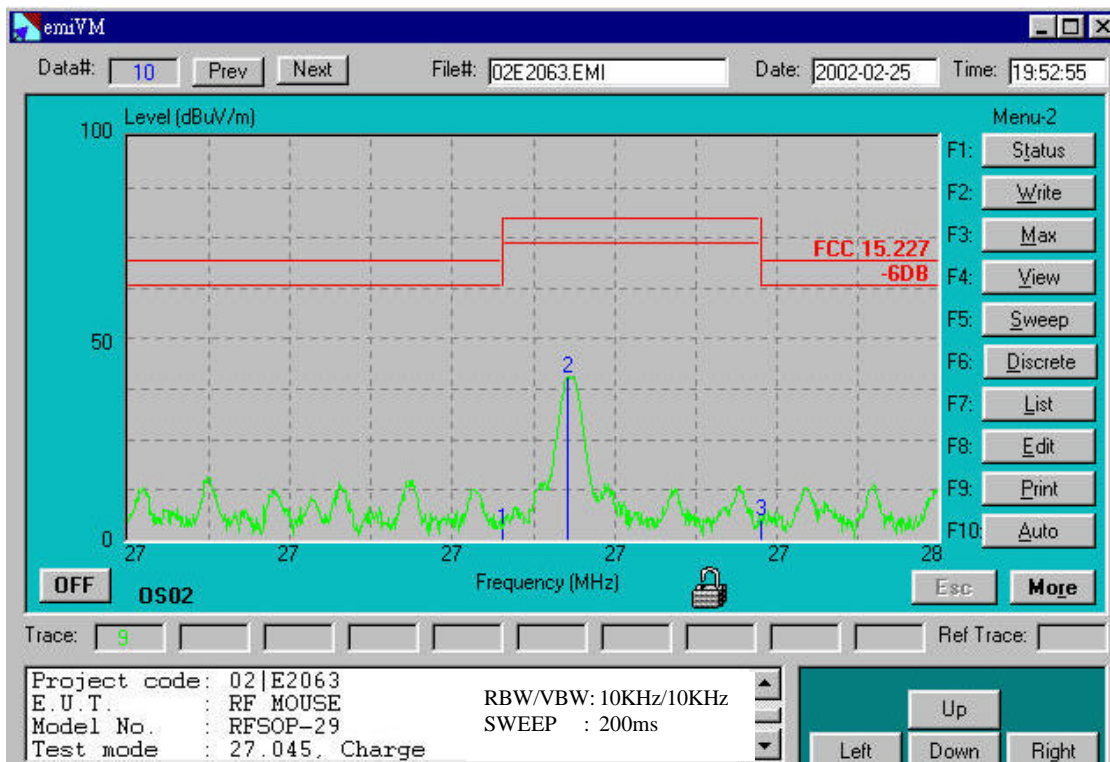 emiVM
Data#: 10 Prev Next File#: 02E2063.EMI Date: 2002-02-25 Time: 19:52:55
Level (dBuV/m) Menu-2
100
F1: Status
F2: Write
F3: Max
FCC 15.227
-6DB
F4: View
F5: Sweep
50
F6: Discrete
2
F7: List
F8: Edit
F9: Print
1 3
F10: Auto
0
27 27 27 27 27 28
OFF OS02 Frequency (MHz) Esc More
Trace: 9 Ref Trace:
Project code: 02|E2063
E.U.T. : RF MOUSE
Model No. : RFSOP-29
Test mode : 27.045, Charge
RBW/VBW: 10KHz/10KHz
SWEEP : 200ms
Up
Left Down Right